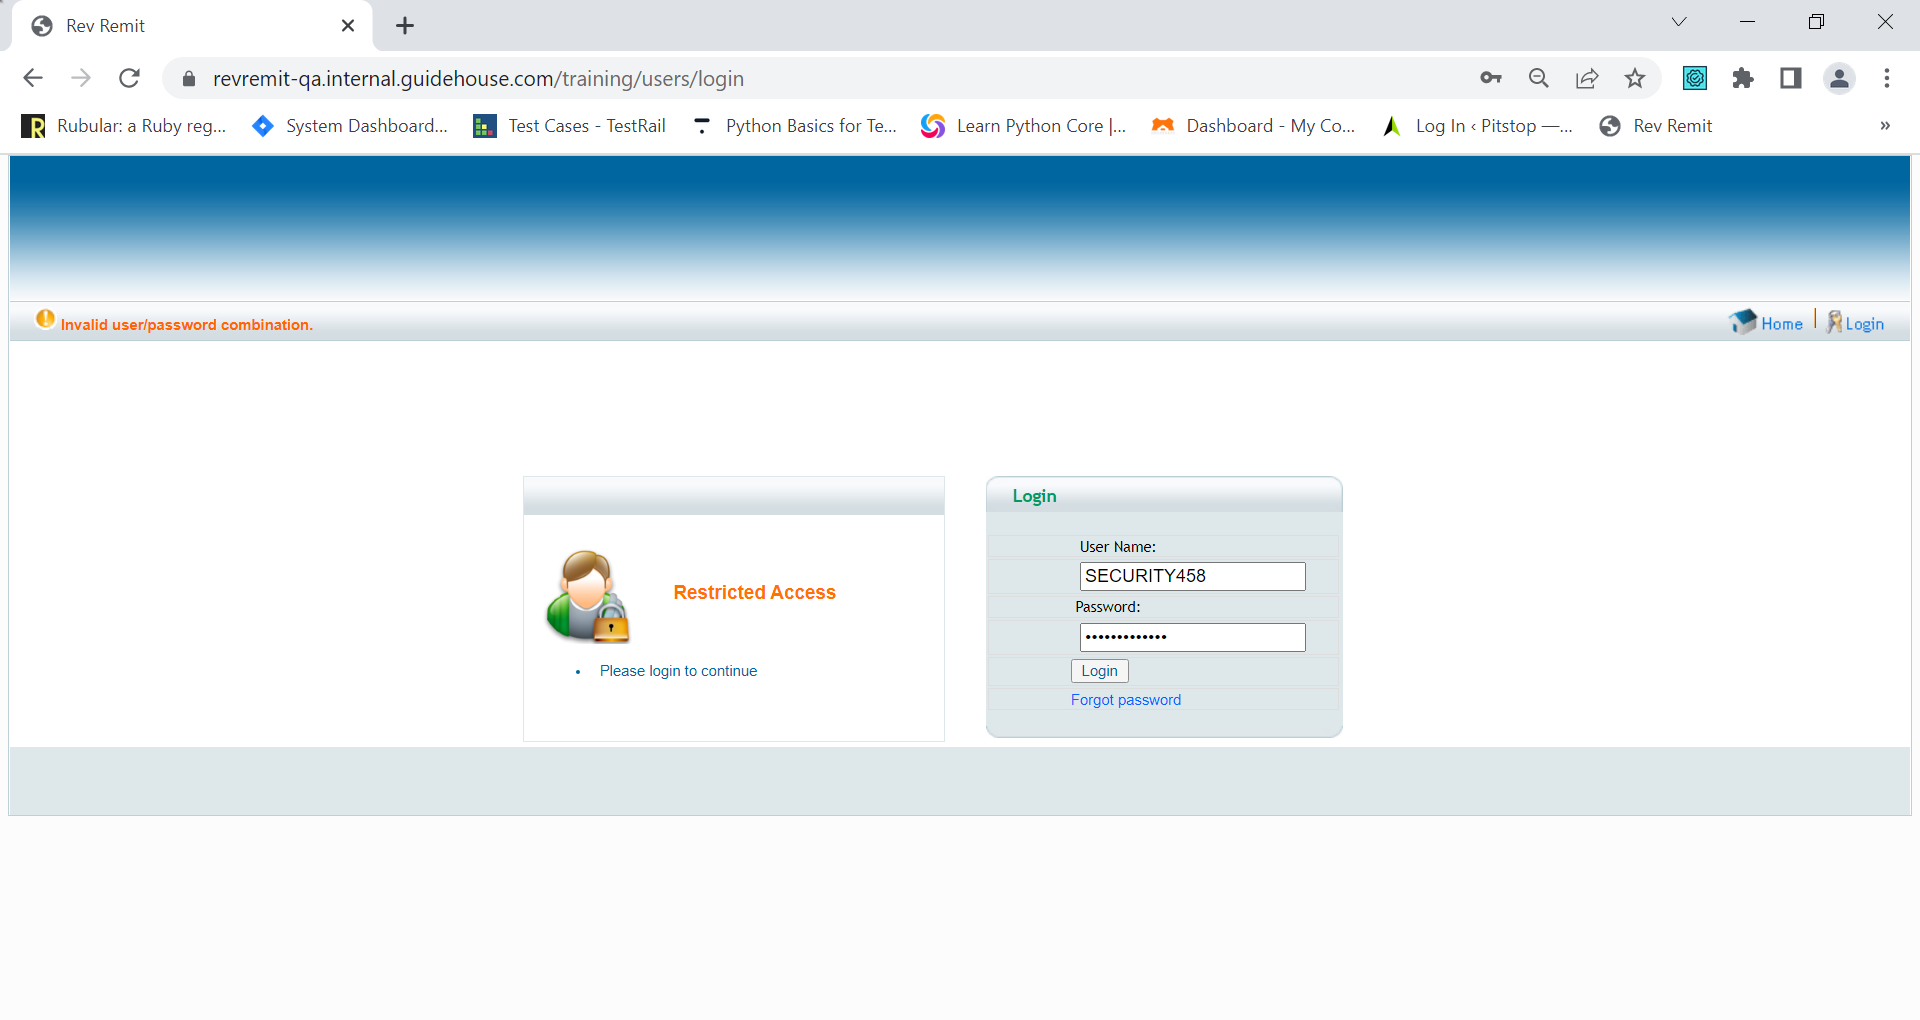 Rev Remit
revremit-qa.internal.guidehouse.com/training/users/login
Rubular: a Ruby reg... System Dashboard... Test Cases - TestRail Python Basics for Te... Learn Python Core |... Dashboard - My Co... Log In ‹ Pitstop —... Rev Remit »
Invalid user/password combination. Home Login
Login
User Name:
SECURITY458
Restricted Access
Password:
•••••••••••••
Please login to continue
Login
Forgot password